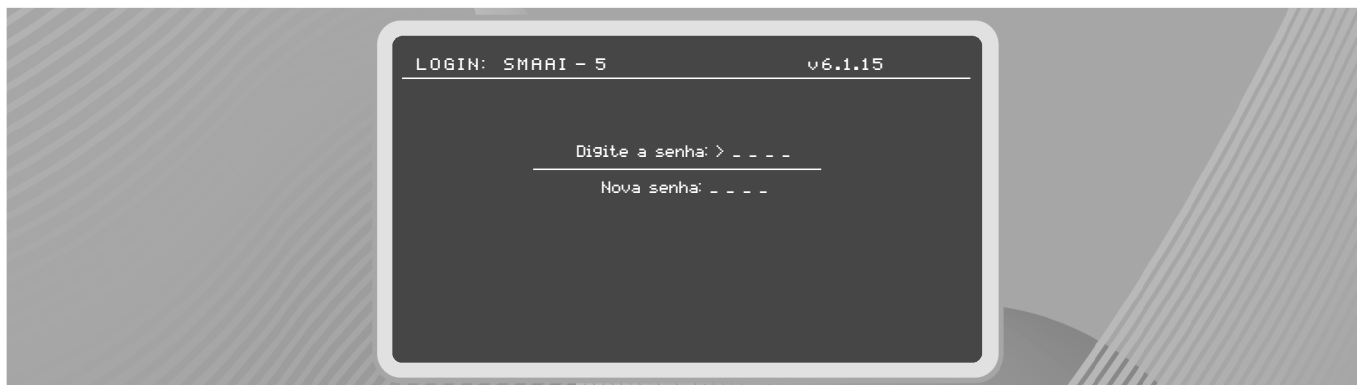 LOGIN: SMAAI - 5 v6.1.15
Digite a senha: > _ _ _ _
Nova senha: _ _ _ _